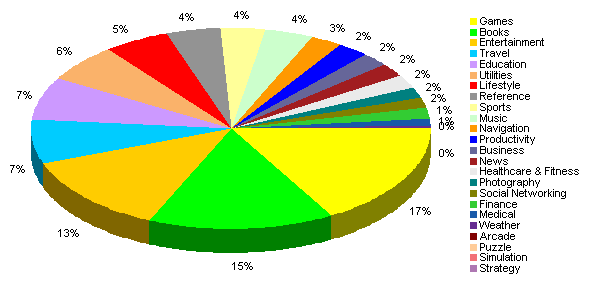 4%
4%
4%
5%
3%
2%
6%
2%
2%
7%
2%
2%
2%
1%
1%
0%
7%
0%
17%
13%
15%
Games
Books
Entertainment
Travel
Education
Utilities
Lifestyle
Reference
Sports
Music
Navigation
Productivity
Business
News
Healthcare & Fitness
Photography
Social Networking
Finance
Medical
Weather
Arcade
Puzzle
Simulation
Strategy